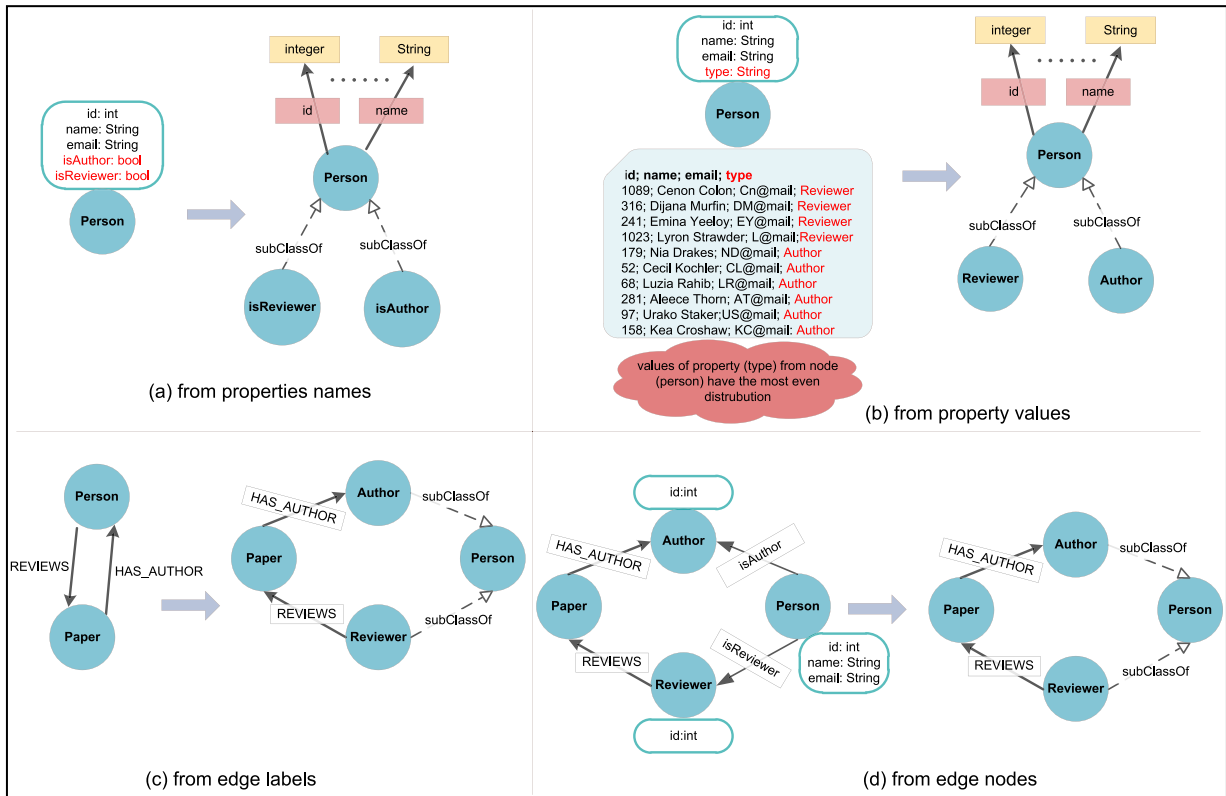 integer
String
. . . . . .
id
name
id: int
name: String
email: String
isAuthor: bool
isReviewer: bool
Person
Person
subClassOf
subClassOf
isReviewer
isAuthor
(a) from properties names
id: int
name: String
email: String
type: String
Person
id; name; email; type
1089; Cenon Colon; Cn@mail; Reviewer
316; Dijana Murfin; DM@mail; Reviewer
241; Emina Yeeloy; EY@mail; Reviewer
1023; Lyron Strawder; L@mail;Reviewer
179; Nia Drakes; ND@mail; Author
52; Cecil Kochler; CL@mail; Author
68; Luzia Rahib; LR@mail; Author
281; Aleece Thorn; AT@mail; Author
97; Urako Staker;US@mail; Author
158; Kea Croshaw; KC@mail: Author
values of property (type) from node
(person) have the most even
distrubution
integer
String
. . . . . .
id
name
Person
subClassOf
subClassOf
Reviewer
Author
(b) from property values
Person
REVIEWS
HAS_AUTHOR
Paper
Author
HAS_AUTHOR
subClassOf
Paper
Person
REVIEWS
subClassOf
Reviewer
(c) from edge labels
id:int
Author
HAS_AUTHOR
isAuthor
Paper
Person
REVIEWS
isReviewer
id: int
name: String
email: String
Reviewer
id:int
Author
HAS_AUTHOR
subClassOf
Paper
Person
REVIEWS
subClassOf
Reviewer
(d) from edge nodes